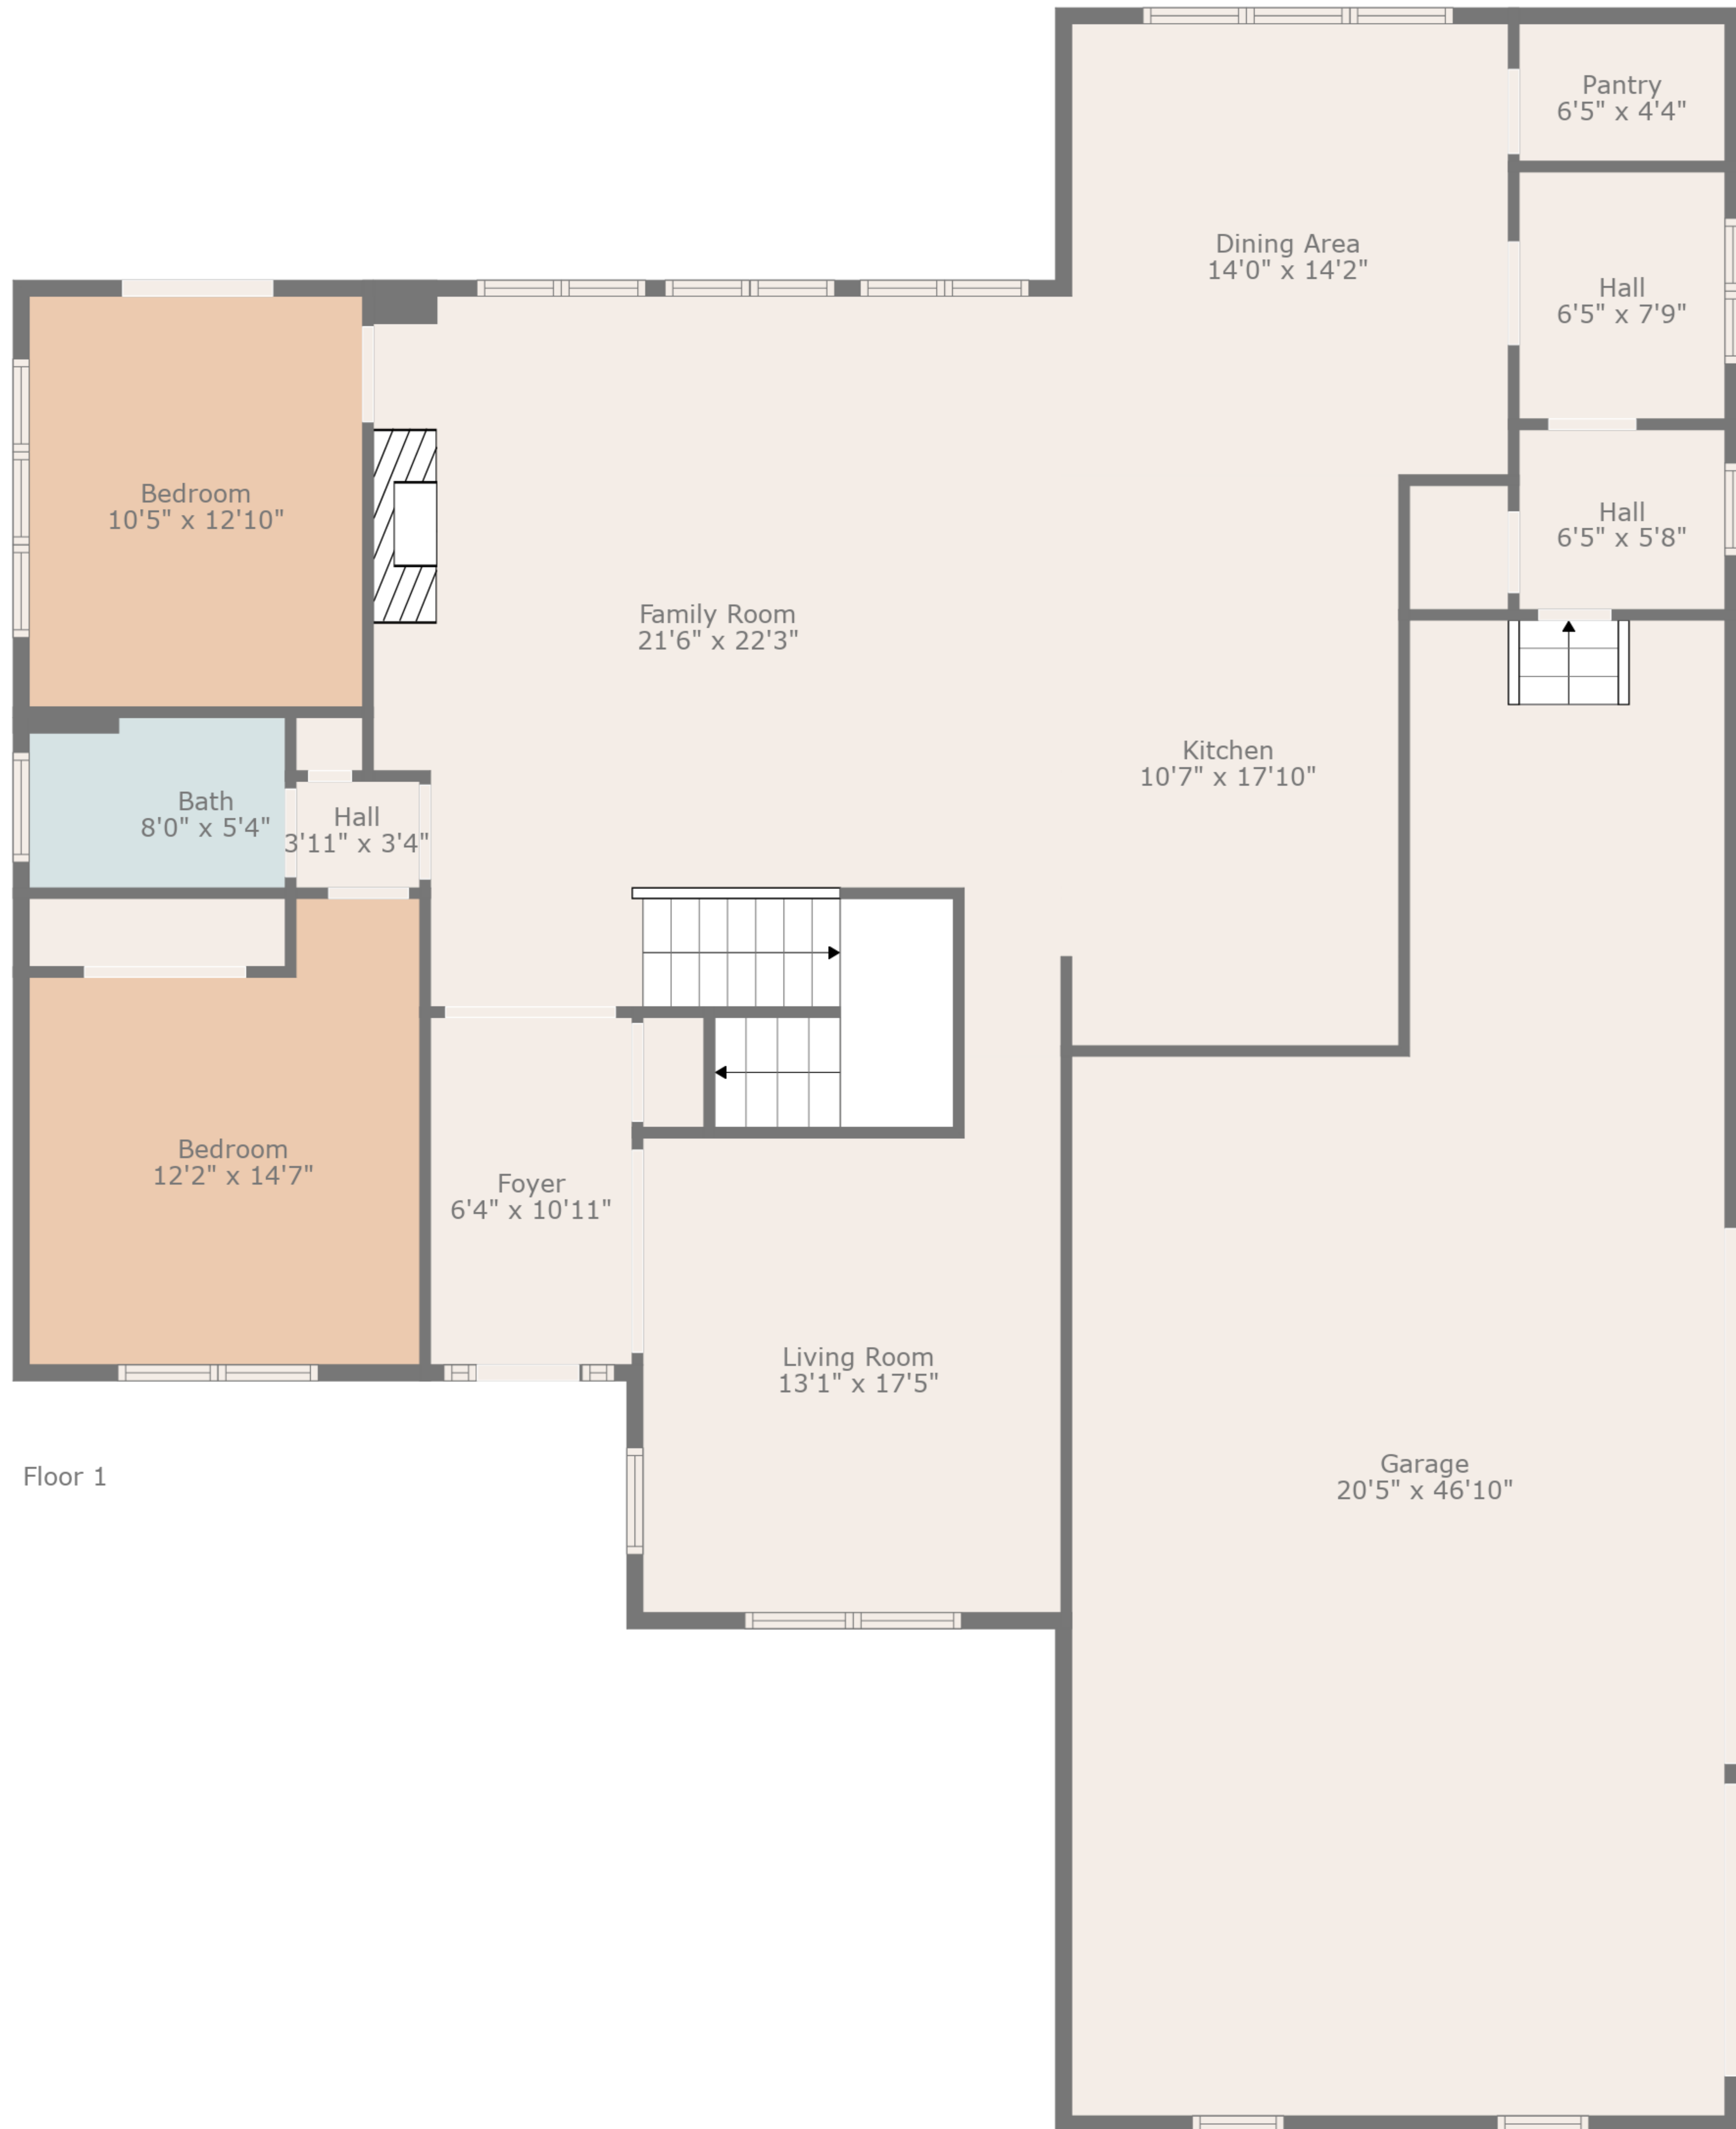 Pantry
6'5" x 4'4"
Dining Area
14'0" x 14'2"
Hall
6'5" x 7'9"
Bedroom
10'5" x 12'10"
Hall
6'5" x 5'8"
Family Room
21'6" x 22'3"
Kitchen
10'7" x 17'10"
Bath
8'0" x 5'4"
Hall
3'11" x 3'4"
Bedroom
12'2" x 14'7"
Foyer
6'4" x 10'11"
Living Room
13'1" x 17'5"
Garage
20'5" x 46'10"
Floor 1